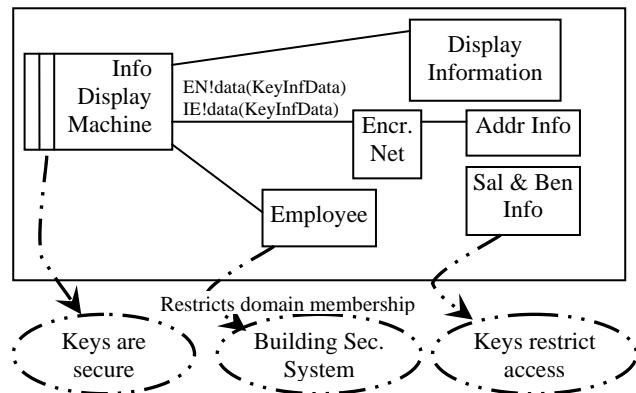 Info
Display
Machine
Display
Information
EN!data(KeyInfData)
IE!data(KeyInfData)
Encr.
Net
Addr Info
Sal & Ben
Info
Employee
Restricts domain membership
Keys are
secure
Building Sec.
System
Keys restrict
access